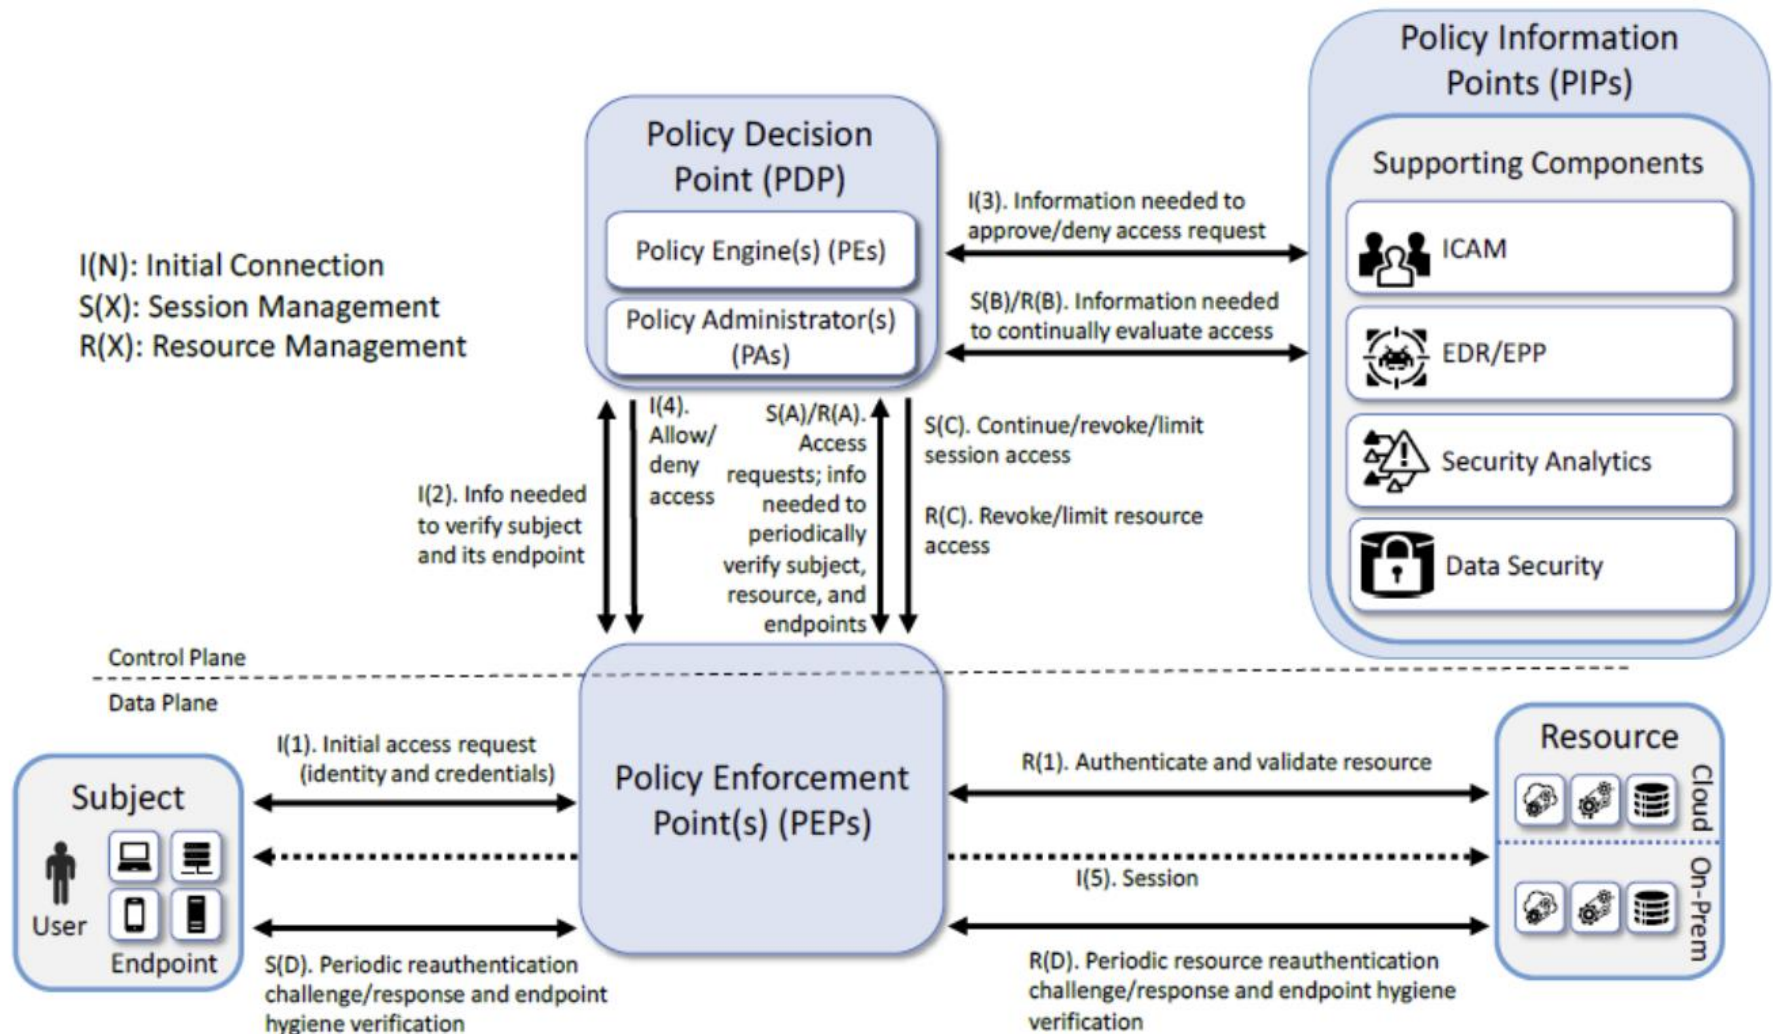 Policy Information
Points (PIPs)
Supporting Components
ICAM
EDR/EPP
Security Analytics
Data Security
Policy Decision
Point (PDP)
Policy Engine(s) (PEs)
Policy Administrator(s)
(PAs)
I(3). Information needed to
approve/deny access request
S(B)/R(B). Information needed
to continually evaluate access
I(N): Initial Connection
S(X): Session Management
R(X): Resource Management
I(2). Info needed
to verify subject
and its endpoint
I(4).
Allow/
deny
access
S(A)/R(A).
Access
requests; info
needed to
periodically
verify subject,
resource, and
endpoints
S(C). Continue/revoke/limit
session access
R(C). Revoke/limit resource
access
Control Plane
Data Plane
Subject
User
Endpoint
I(1). Initial access request
(identity and credentials)
S(D). Periodic reauthentication
challenge/response and endpoint
hygiene verification
Policy Enforcement
Point(s) (PEPs)
R(1). Authenticate and validate resource
I(5). Session
R(D). Periodic resource reauthentication
challenge/response and endpoint hygiene
verification
Resource
Cloud
On-Prem